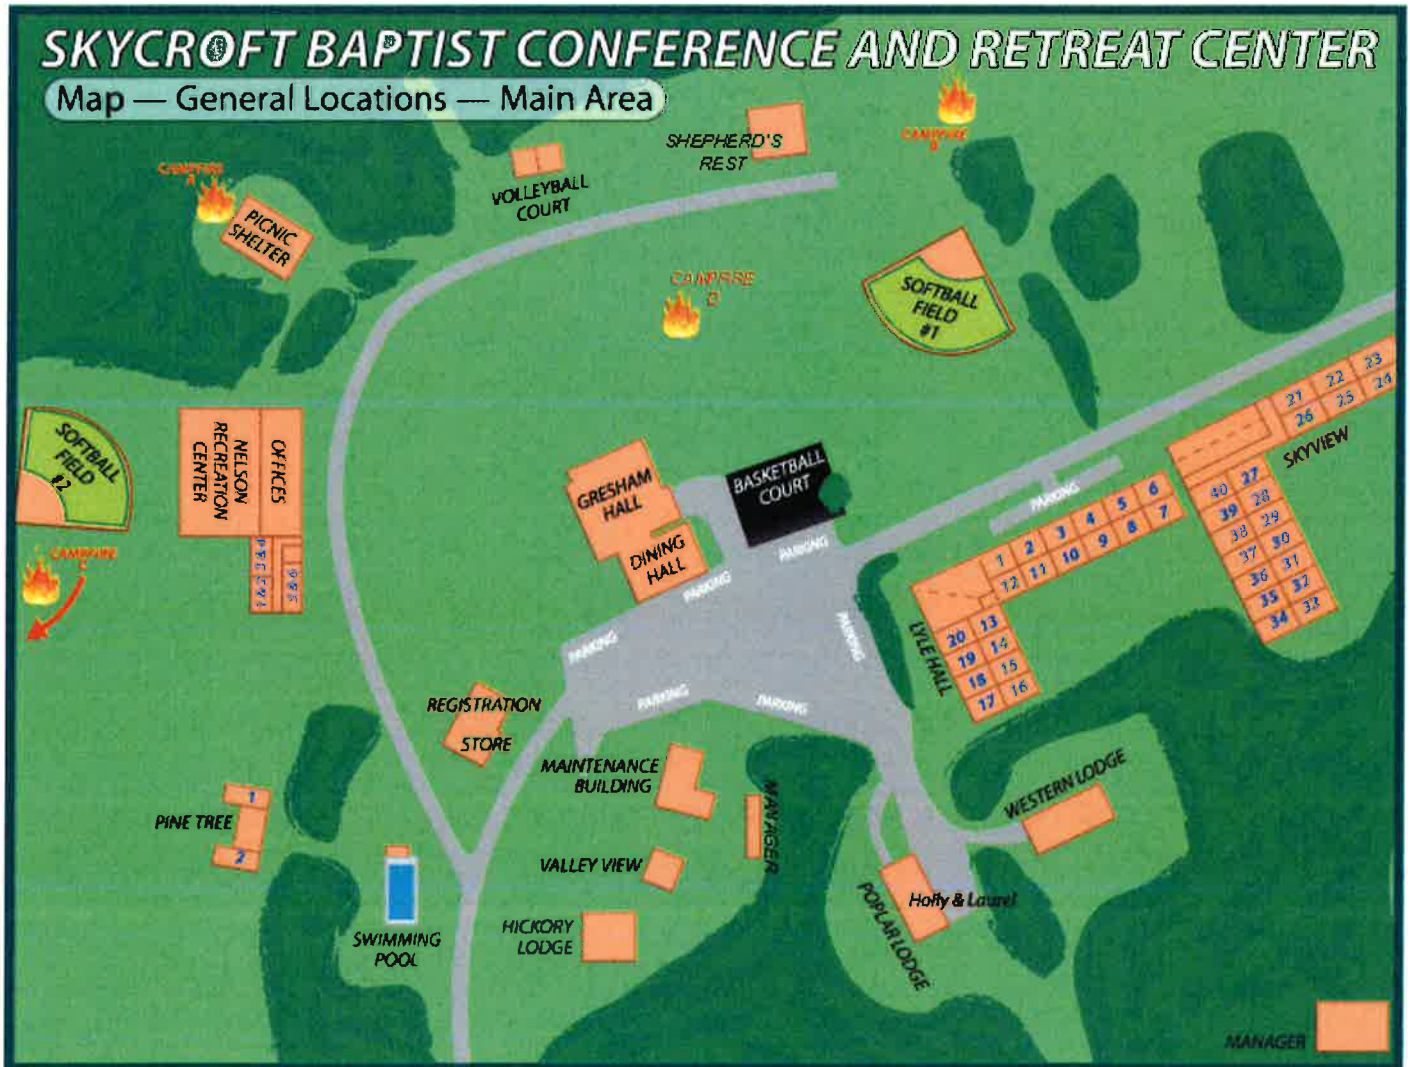 SKYCROFT BAPTIST CONFERENCE AND RETREAT CENTER
Map — General Locations — Main Area
CAMPFIRE
B
SHEPHERD'S
REST
CAMPFIRE
A
VOLLEYBALL
COURT
PICNIC
SHELTER
CAMPFIRE
D
SOFTBALL
FIELD
#1
SOFTBALL
FIELD
#2
NELSON
RECREATION
CENTER
OFFICES
CAMPFIRE
C
GRESHAM
HALL
DINING
HALL
BASKETBALL
COURT
PARKING
PARKING
PARKING
PARKING
PARKING
PARKING
PARKING
21 22 23
26 25 24
SKYVIEW
40 27
39 28
38 29
37 30
36 31
35 32
34 33
1 2 3 4 5 6
12 11 10 9 8 7
LYLE HALL
20 13
19 14
18 15
17 16
REGISTRATION
STORE
MAINTENANCE
BUILDING
MANAGER
WESTERN LODGE
PINE TREE
1
2
VALLEY VIEW
POPLAR LODGE
Holly & Laurel
SWIMMING
POOL
HICKORY
LODGE
MANAGER